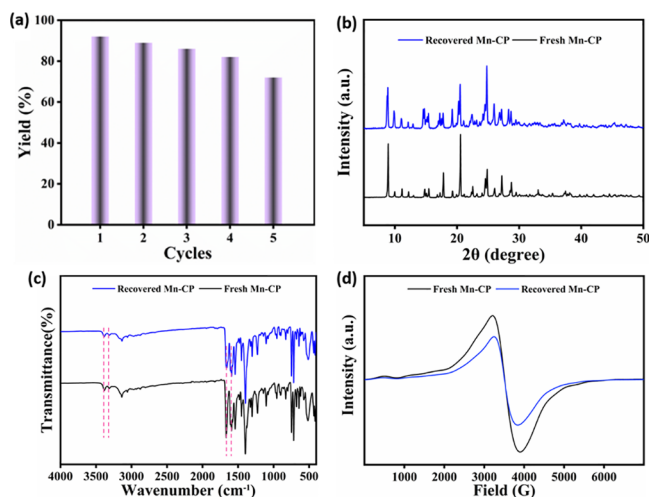 (a)
100
80
60
40
20
0
Yield (%)
1 2 3 4 5
Cycles
(b)
Recovered Mn-CP Fresh Mn-CP
Intensity (a.u.)
10 20 30 40 50
2θ (degree)
(c)
Recovered Mn-CP Fresh Mn-CP
Transmittance(%)
4000 3500 3000 2500 2000 1500 1000 500
Wavenumber (cm⁻¹)
(d)
Fresh Mn-CP Recovered Mn-CP
Intensity (a.u.)
1000 2000 3000 4000 5000 6000
Field (G)